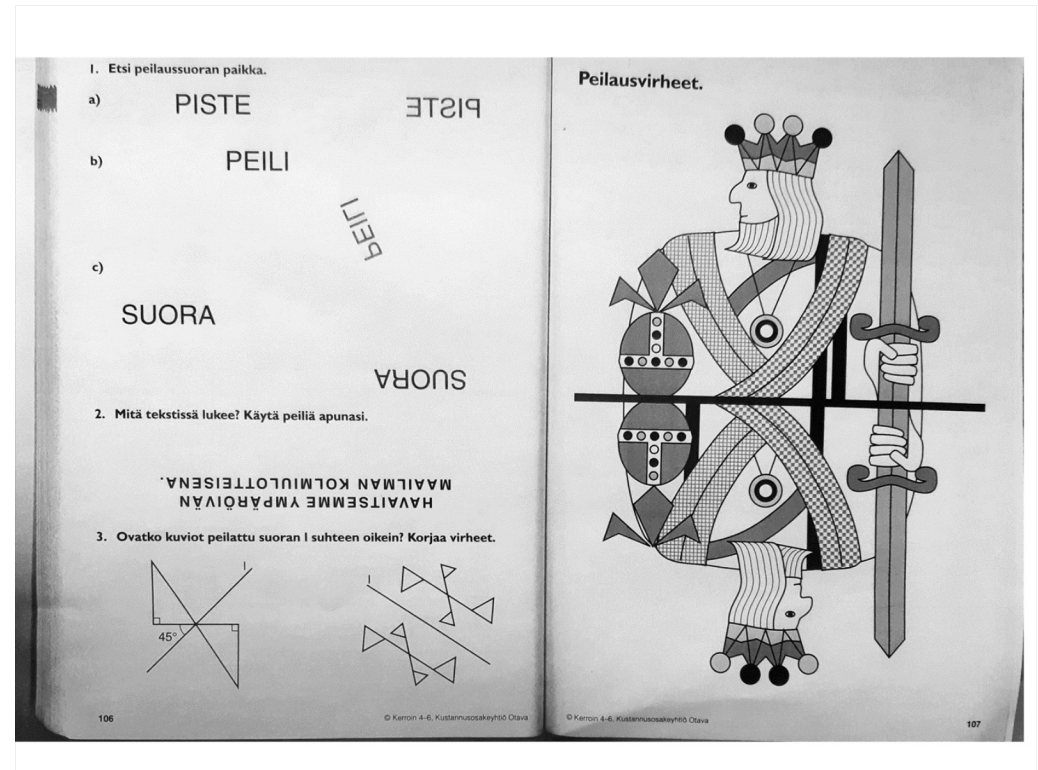 1. Etsi peilaussuoran paikka.
a) PISTE PISTE
b) PEILI
PEILI
c)
SUORA
SUORA
2. Mitä tekstissä lukee? Käytä peiliä apunasi.
HAVAITSEMME YMPÄRÖIVÄN
MAAILMAN KOLMIULOTTEISENA.
3. Ovatko kuviot peilattu suoran l suhteen oikein? Korjaa virheet.
l
l
45°
106
© Kerroin 4–6, Kustannusosakeyhtiö Otava
Peilausvirheet.
© Kerroin 4–6, Kustannusosakeyhtiö Otava
107